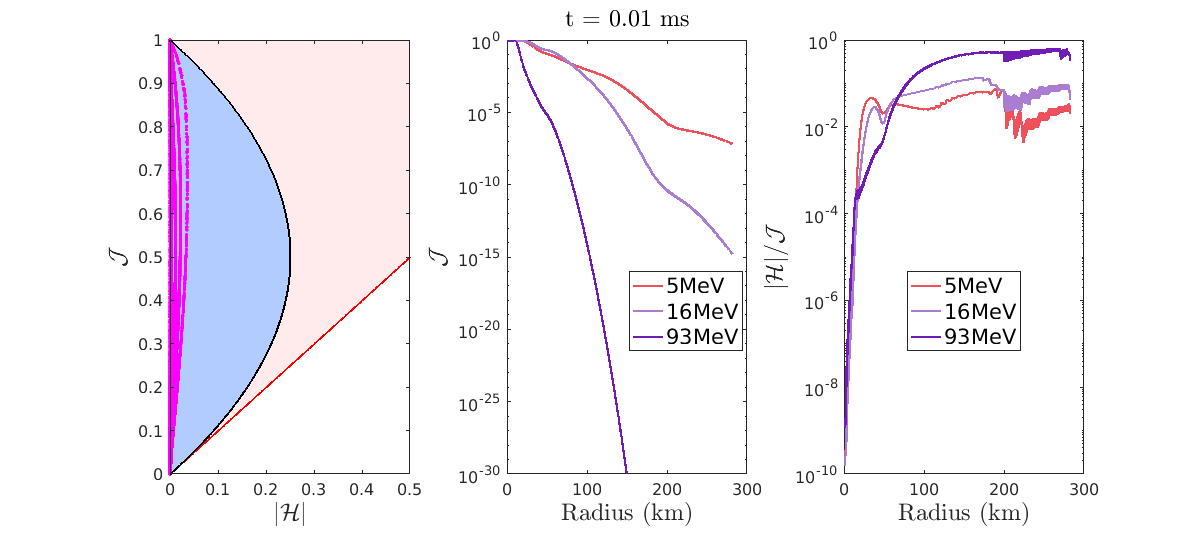 t = 0.01 ms
1
0.9
0.8
0.7
0.6
0.5
0.4
0.3
0.2
0.1
0
𝒥
0 0.1 0.2 0.3 0.4 0.5
|ℋ|
10^0
10^-5
10^-10
10^-15
10^-20
10^-25
10^-30
𝒥
5MeV
16MeV
93MeV
0 100 200 300
Radius (km)
10^0
10^-2
10^-4
10^-6
10^-8
10^-10
|ℋ|/𝒥
5MeV
16MeV
93MeV
0 100 200 300
Radius (km)